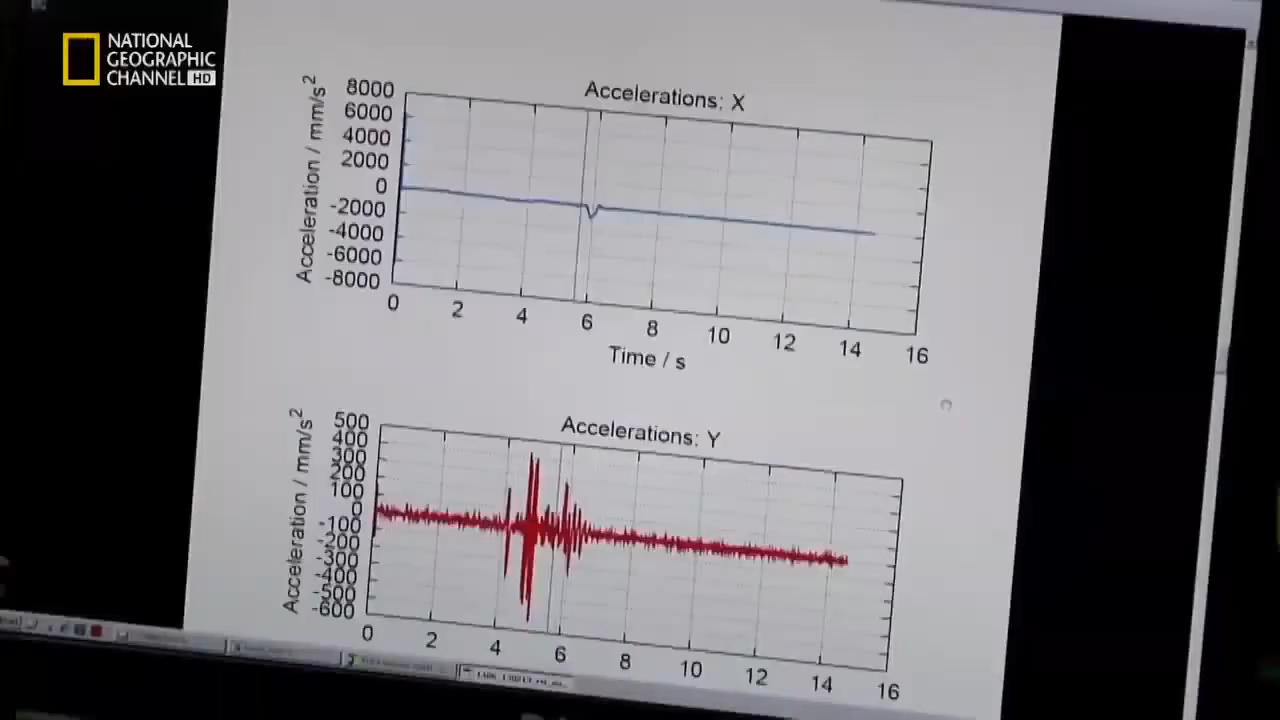 NATIONAL
GEOGRAPHIC
CHANNEL HD
Accelerations: X
Acceleration / mm/s²
8000
6000
4000
2000
0
-2000
-4000
-6000
-8000
0 2 4 6 8 10 12 14 16
Time / s
Accelerations: Y
Acceleration / mm/s²
500
400
300
200
100
0
-100
-200
-300
-400
-500
-600
0 2 4 6 8 10 12 14 16